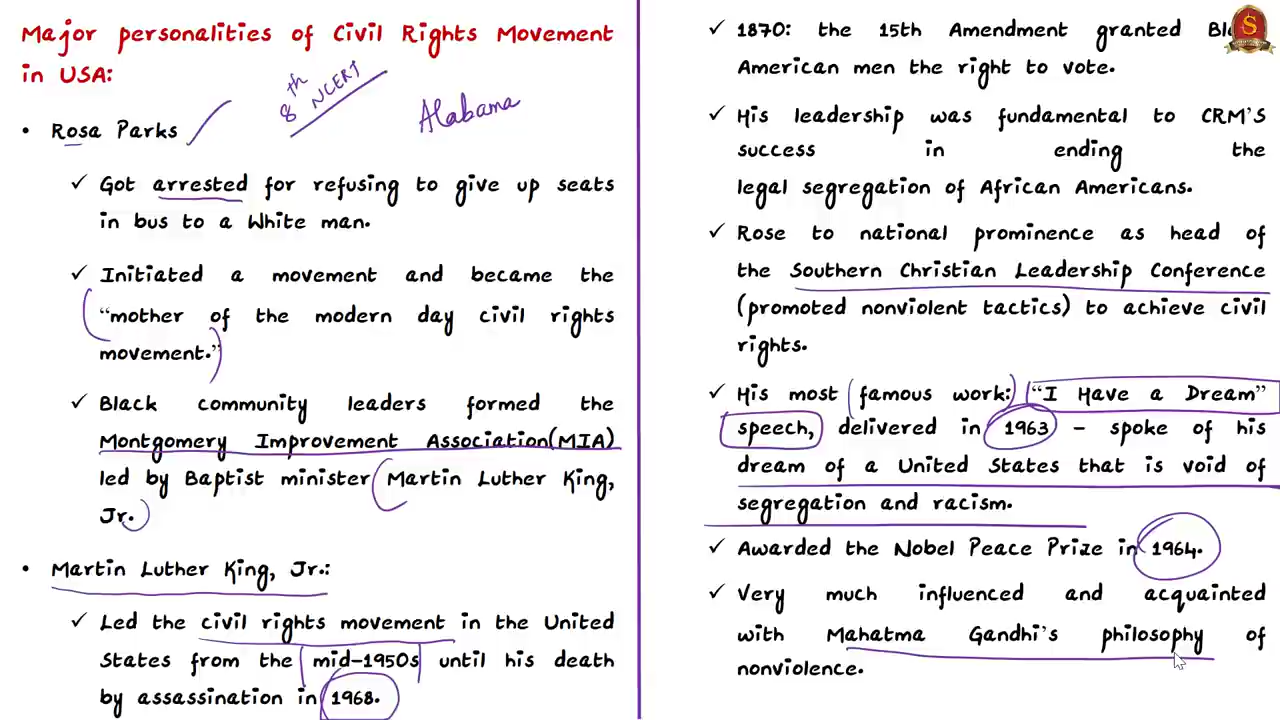 Major personalities of Civil Rights Movement
in USA:
8th NCERT
Alabama
• Rosa Parks
✓ Got arrested for refusing to give up seats
in bus to a White man.
✓ Initiated a movement and became the
“mother of the modern day civil rights
movement.”
✓ Black community leaders formed the
Montgomery Improvement Association(MIA)
led by Baptist minister Martin Luther King,
Jr.
• Martin Luther King, Jr.:
✓ Led the civil rights movement in the United
States from the mid-1950s until his death
by assassination in 1968.
✓ 1870: the 15th Amendment granted
American men the right to vote.
✓ His leadership was fundamental to CRM'S
success in ending the
legal segregation of African Americans.
✓ Rose to national prominence as head of
the Southern Christian Leadership Conference
(promoted nonviolent tactics) to achieve civil
rights.
✓ His most famous work: “I Have a Dream”
speech, delivered in 1963 - spoke of his
dream of a United States that is void of
segregation and racism.
✓ Awarded the Nobel Peace Prize in 1964.
✓ Very much influenced and acquainted
with Mahatma Gandhi's philosophy of
nonviolence.
S